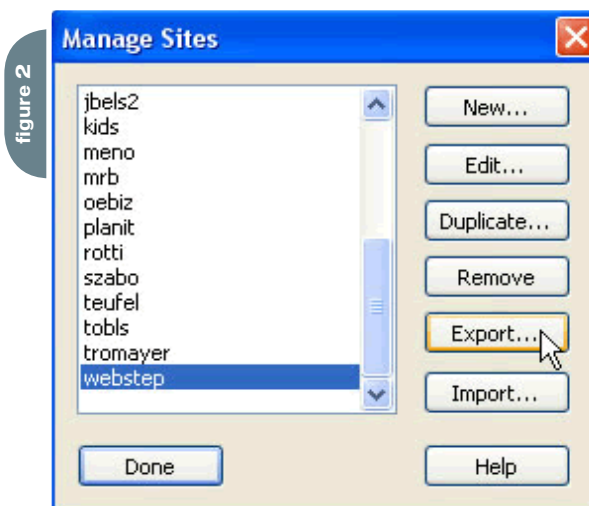 figure 2
Manage Sites
jbels2
kids
meno
mrb
oebiz
planit
rotti
szabo
teufel
tobls
tromayer
webstep
New...
Edit...
Duplicate...
Remove
Export...
Import...
Done
Help